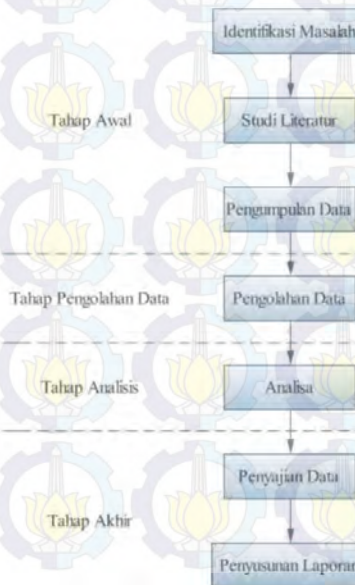 Identifikasi Masalah
Tahap Awal
Studi Literatur
Pengumpulan Data
Tahap Pengolahan Data
Pengolahan Data
Tahap Analisis
Analisa
Penyajian Data
Tahap Akhir
Penyusunan Laporan